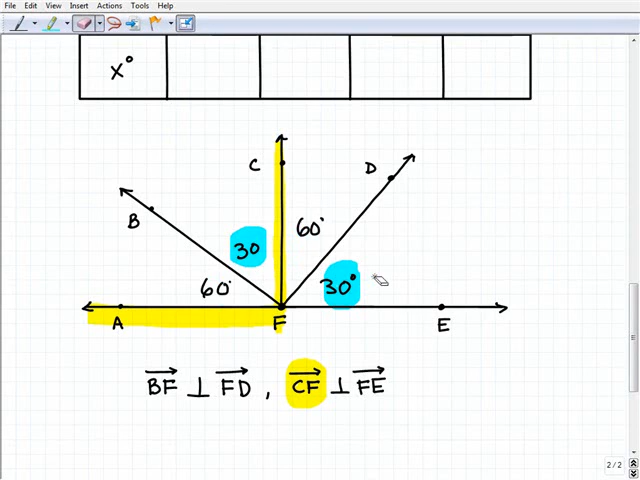 File Edit View Insert Actions Tools Help
x°
C
D
B
60°
30
60°
30°
A
F
E
BF ⊥ FD , CF ⊥ FE
2 / 2